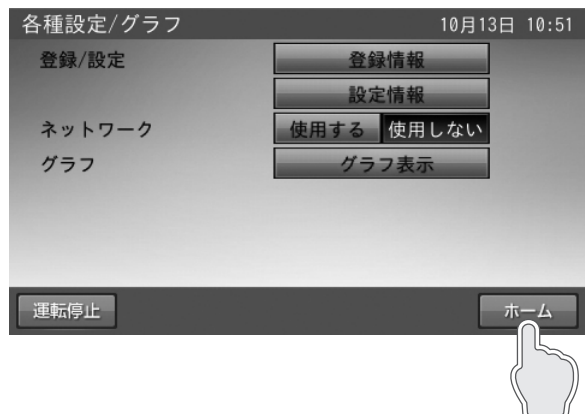 各種設定/グラフ 10月13日 10:51
登録/設定 登録情報
設定情報
ネットワーク 使用する 使用しない
グラフ グラフ表示
運転停止 ホーム